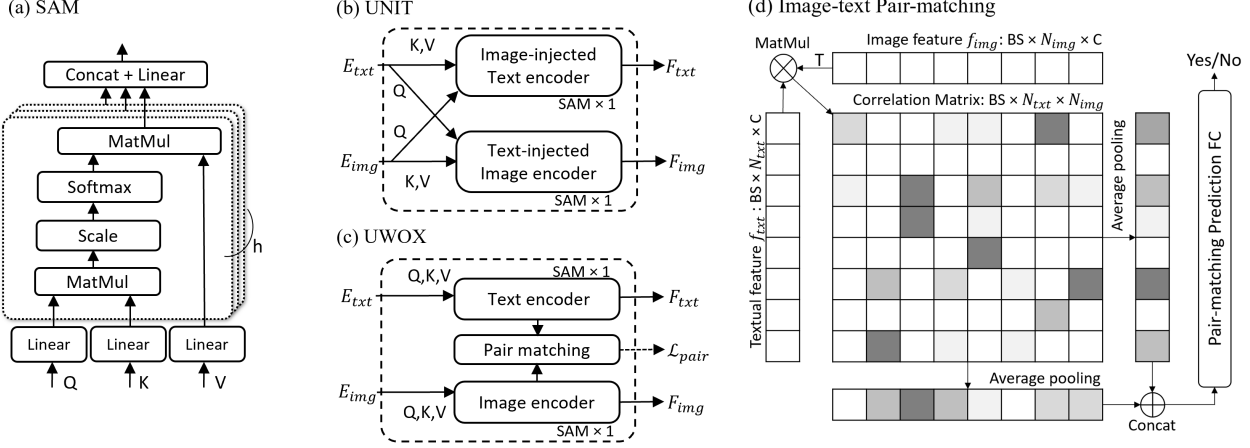 (a) SAM
Concat + Linear
MatMul
Softmax
Scale
h
MatMul
Linear
Linear
Linear
Q
K
V
(b) UNIT
K,V
E_txt
Image-injected
Text encoder
F_txt
SAM × 1
Q
Q
E_img
Text-injected
Image encoder
F_img
K,V
SAM × 1
(c) UWOX
Q,K,V
SAM × 1
E_txt
Text encoder
F_txt
Pair matching
ℒ_pair
E_img
Image encoder
F_img
Q,K,V
SAM × 1
(d) Image-text Pair-matching
MatMul
Image feature f_img: BS × N_img × C
T
Yes/No
Correlation Matrix: BS × N_txt × N_img
Textual feature f_txt : BS × N_txt × C
Average pooling
Pair-matching Prediction FC
Average pooling
Concat